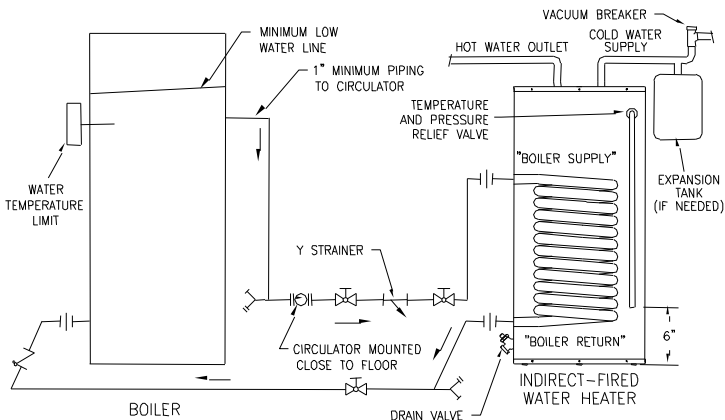 VACUUM BREAKER
COLD WATER
SUPPLY
HOT WATER OUTLET
MINIMUM LOW
WATER LINE
1" MINIMUM PIPING
TO CIRCULATOR
TEMPERATURE
AND PRESSURE
RELIEF VALVE
"BOILER SUPPLY"
EXPANSION
TANK
(IF NEEDED)
WATER
TEMPERATURE
LIMIT
Y STRAINER
CIRCULATOR MOUNTED
CLOSE TO FLOOR
"BOILER RETURN"
6"
BOILER
DRAIN VALVE
INDIRECT-FIRED
WATER HEATER